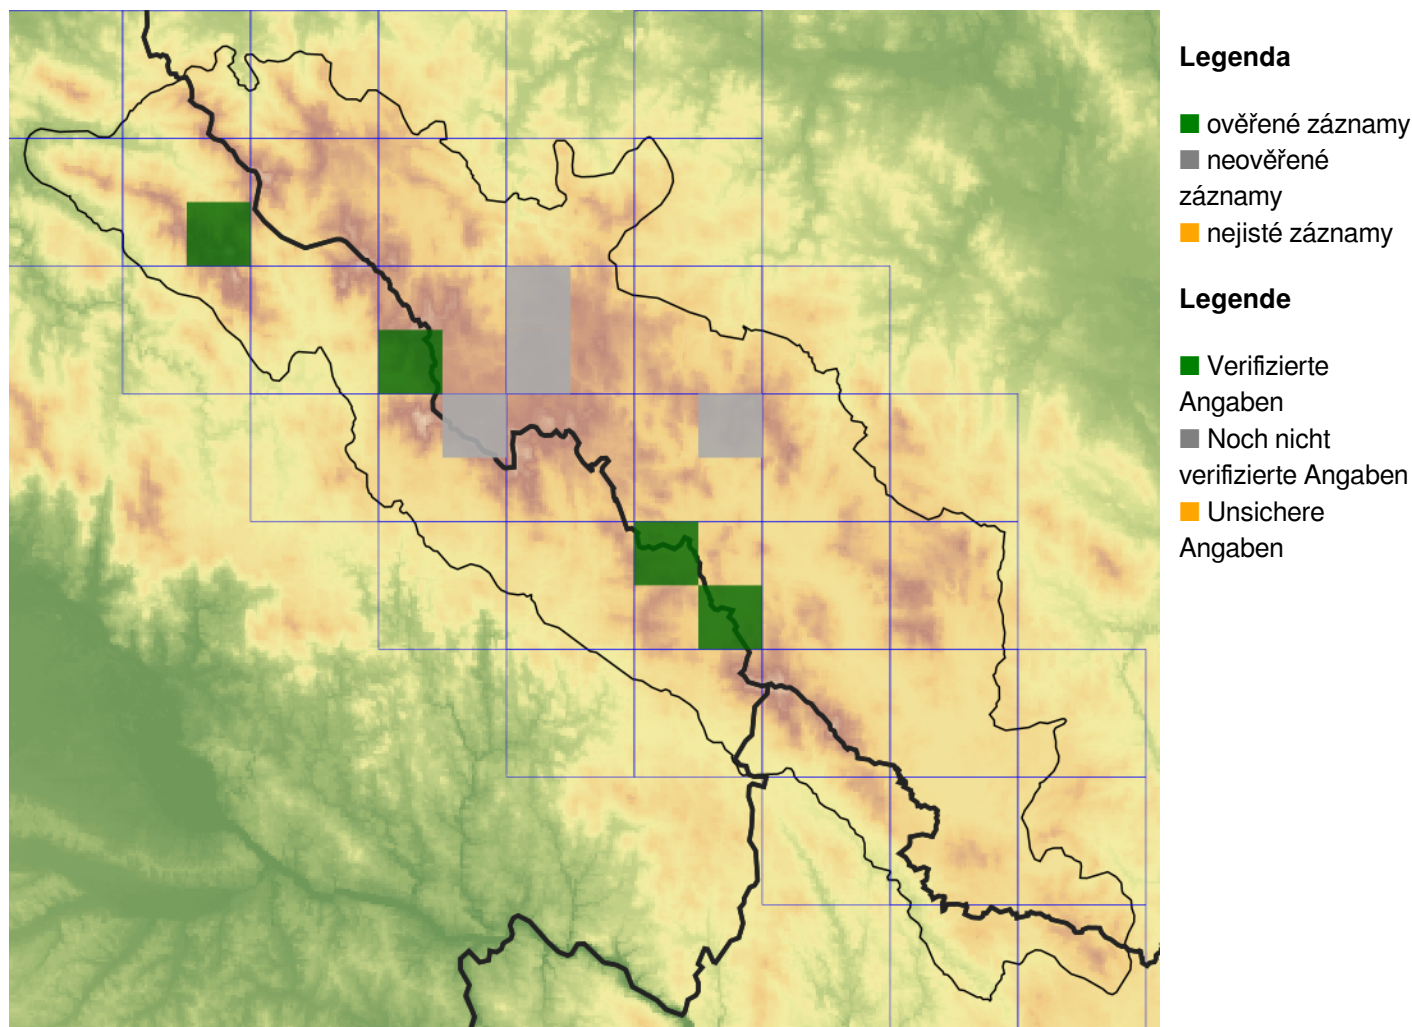 Legenda
ověřené záznamy
neověřené
záznamy
nejisté záznamy
Legende
Verifizierte
Angaben
Noch nicht
verifizierte Angaben
Unsichere
Angaben